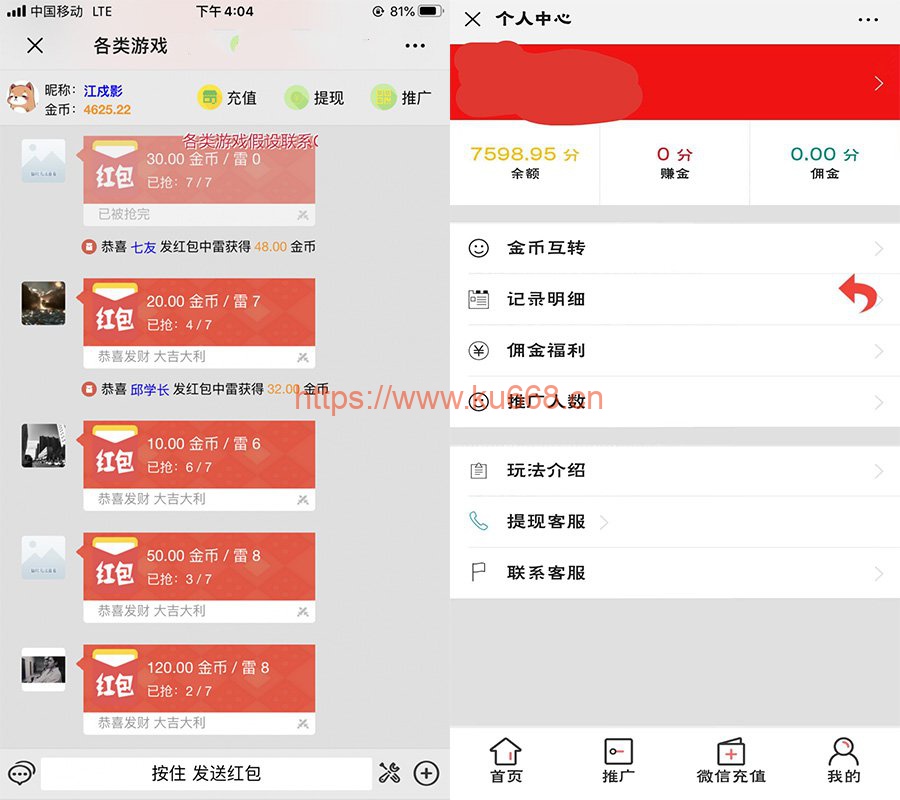 中国移动 LTE 下午4:04 81%
各类游戏
昵称: 江戍影
金币: 4625.22
充值 提现 推广
各类游戏假设联系
红包
30.00 金币 / 雷 0
已抢: 7 / 7
已被抢完
恭喜 七友 发红包中雷获得 48.00 金币
红包
20.00 金币 / 雷 7
已抢: 4 / 7
恭喜发财 大吉大利
恭喜 邱学长 发红包中雷获得 32.00 金币
红包
10.00 金币 / 雷 6
已抢: 6 / 7
恭喜发财 大吉大利
红包
50.00 金币 / 雷 8
已抢: 3 / 7
恭喜发财 大吉大利
红包
120.00 金币 / 雷 8
已抢: 2 / 7
恭喜发财 大吉大利
按住 发送红包
个人中心
7598.95 分
余额
0 分
赚金
0.00 分
佣金
金币互转
记录明细
佣金福利
推广人数
玩法介绍
提现客服
联系客服
首页 推广 微信充值 我的
https://www.ku668.cn